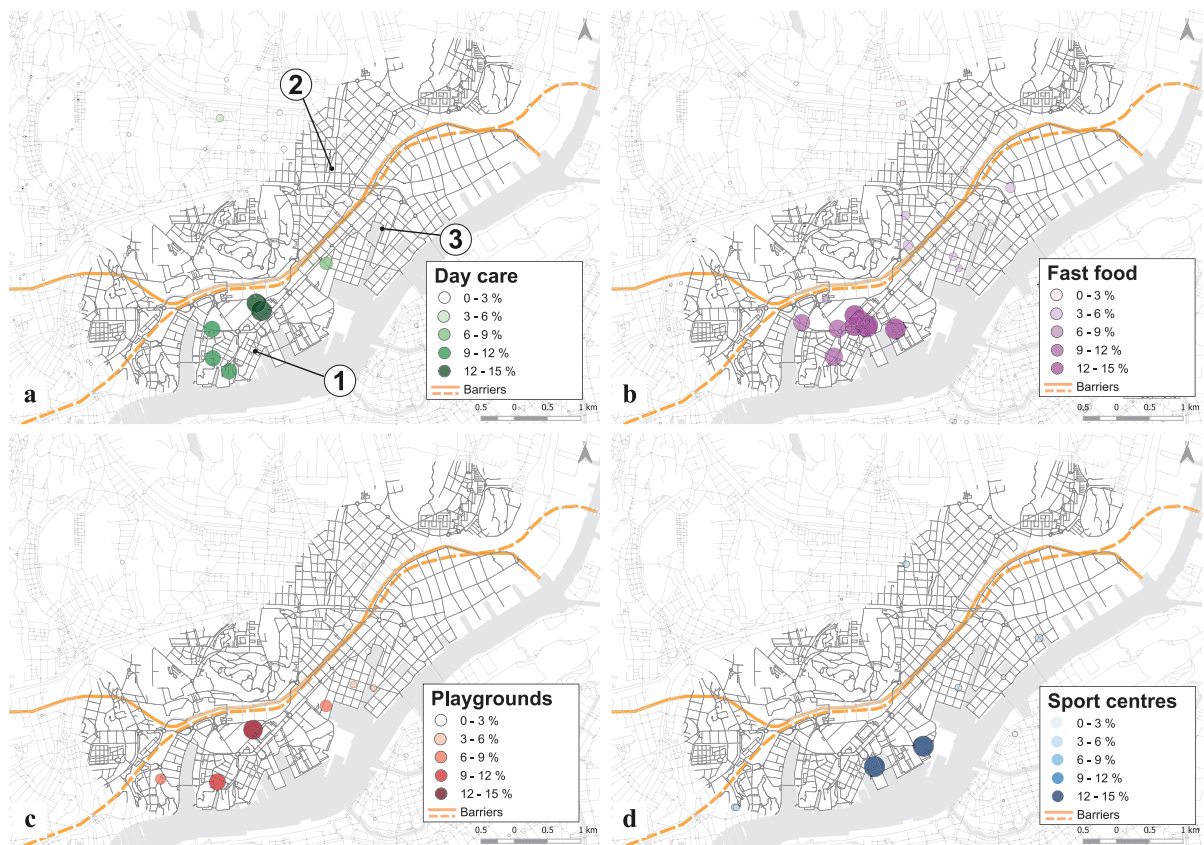 2
3
1
Day care
0 - 3 %
3 - 6 %
6 - 9 %
9 - 12 %
12 - 15 %
Barriers
0.5 0 0.5 1 km
a
Fast food
0 - 3 %
3 - 6 %
6 - 9 %
9 - 12 %
12 - 15 %
Barriers
0.5 0 0.5 1 km
b
Playgrounds
0 - 3 %
3 - 6 %
6 - 9 %
9 - 12 %
12 - 15 %
Barriers
0.5 0 0.5 1 km
c
Sport centres
0 - 3 %
3 - 6 %
6 - 9 %
9 - 12 %
12 - 15 %
Barriers
0.5 0 0.5 1 km
d